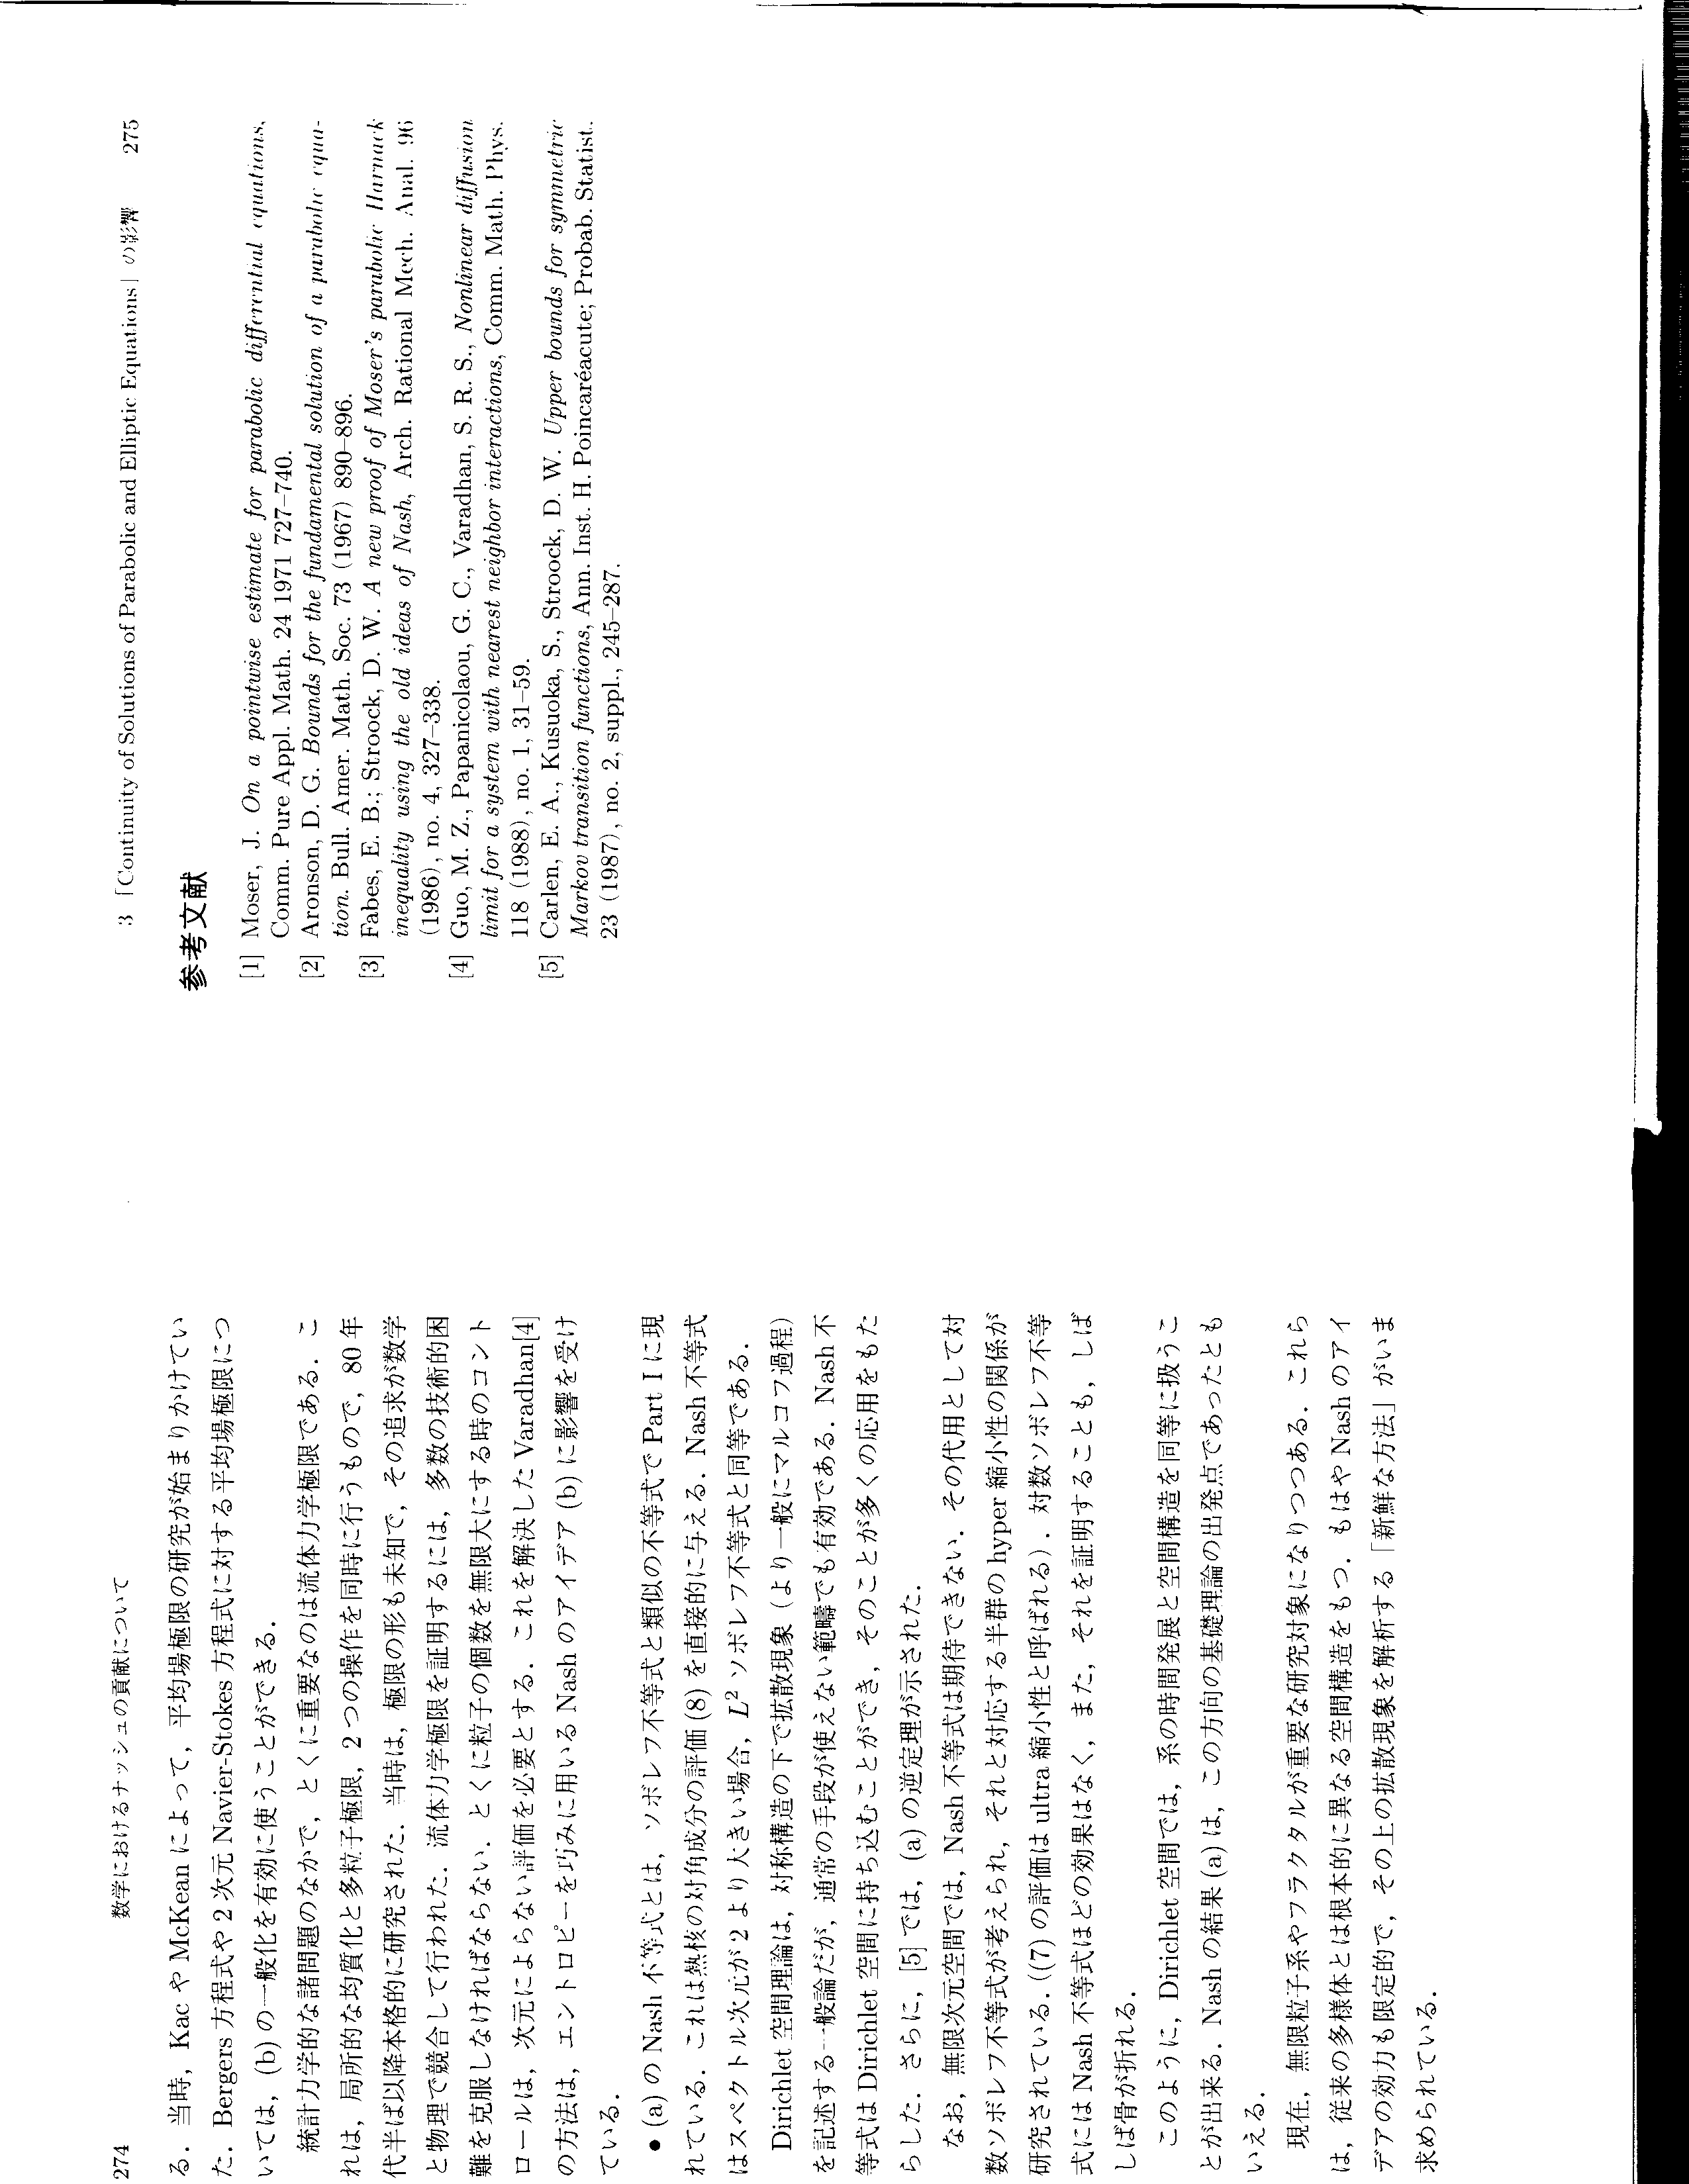 274 数学におけるナッシュの貢献について
る．当時，Kac や McKean によって，平均場極限の研究が始まりかけてい
た．Bergers 方程式や 2 次元 Navier-Stokes 方程式に対する平均場極限につ
いては，(b) の一般化を有効に使うことができる．
統計力学的な諸問題のなかで，とくに重要なのは流体力学極限である．こ
れは，局所的な均質化と多粒子極限，2 つの操作を同時に行うもので，80 年
代半ば以降本格的に研究された．当時は，極限の形も未知で，その追求が数学
と物理で競合して行われた．流体力学極限を証明するには，多数の技術的困
難を克服しなければならない．とくに粒子の個数を無限大にする時のコント
ロールは，次元によらない評価を必要とする．これを解決した Varadhan[4]
の方法は，エントロピーを巧みに用いる Nash のアイデア (b) に影響を受け
ている．
• (a) の Nash 不等式とは，ソボレフ不等式と類似の不等式で Part I に現
れている．これは熱核の対角成分の評価 (8) を直接的に与える．Nash 不等式
はスペクトル次元が 2 より大きい場合，L² ソボレフ不等式と同等である．
Dirichlet 空間理論は，対称構造の下で拡散現象（より一般にマルコフ過程）
を記述する一般論だが，通常の手段が使えない範疇でも有効である．Nash 不
等式は Dirichlet 空間に持ち込むことができ，そのことが多くの応用をもた
らした．さらに，[5] では，(a) の逆定理が示された．
なお，無限次元空間では，Nash 不等式は期待できない．その代用として対
数ソボレフ不等式が考えられ，それと対応する半群の hyper 縮小性の関係が
研究されている．((7) の評価は ultra 縮小性と呼ばれる)．対数ソボレフ不等
式には Nash 不等式ほどの効果はなく，また，それを証明することも，しば
しば骨が折れる．
このように，Dirichlet 空間では，系の時間発展と空間構造を同等に扱うこ
とが出来る．Nash の結果 (a) は，この方向の基礎理論の出発点であったとも
いえる．
現在，無限粒子系やフラクタルが重要な研究対象になりつつある．これら
は，従来の多様体とは根本的に異なる空間構造をもつ．もはや Nash のアイ
デアの効力も限定的で，その上の拡散現象を解析する「新鮮な方法」がいま
求められている．
3 「Continuity of Solutions of Parabolic and Elliptic Equations」の影響 275
参考文献
[1] Moser, J. On a pointwise estimate for parabolic differential equations,
Comm. Pure Appl. Math. 24 1971 727–740.
[2] Aronson, D. G. Bounds for the fundamental solution of a parabolic equa-
tion. Bull. Amer. Math. Soc. 73 (1967) 890–896.
[3] Fabes, E. B.; Stroock, D. W. A new proof of Moser's parabolic Harnack
inequality using the old ideas of Nash, Arch. Rational Mech. Anal. 96
(1986), no. 4, 327–338.
[4] Guo, M. Z., Papanicolaou, G. C., Varadhan, S. R. S., Nonlinear diffusion
limit for a system with nearest neighbor interactions, Comm. Math. Phys.
118 (1988), no. 1, 31–59.
[5] Carlen, E. A., Kusuoka, S., Stroock, D. W. Upper bounds for symmetric
Markov transition functions, Ann. Inst. H. Poincaréacute; Probab. Statist.
23 (1987), no. 2, suppl., 245–287.